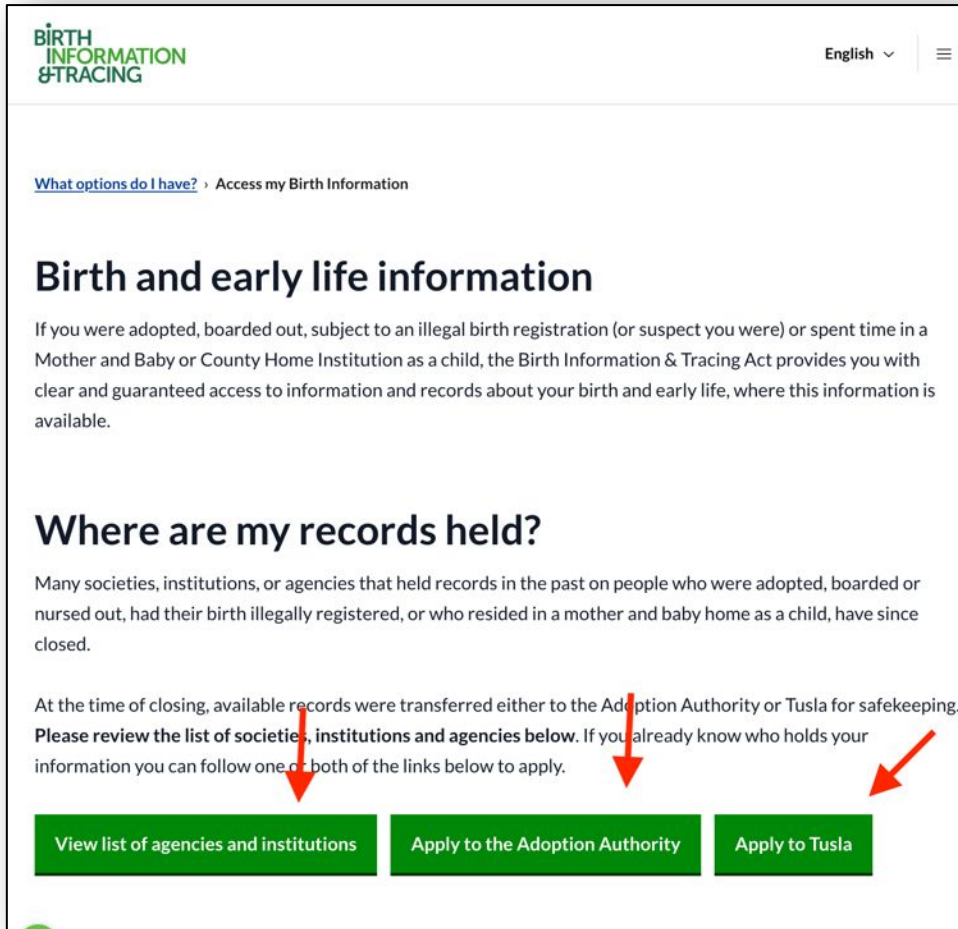 BIRTH
INFORMATION
&TRACING
English
What options do I have? › Access my Birth Information
Birth and early life information
If you were adopted, boarded out, subject to an illegal birth registration (or suspect you were) or spent time in a
Mother and Baby or County Home Institution as a child, the Birth Information & Tracing Act provides you with
clear and guaranteed access to information and records about your birth and early life, where this information is
available.
Where are my records held?
Many societies, institutions, or agencies that held records in the past on people who were adopted, boarded or
nursed out, had their birth illegally registered, or who resided in a mother and baby home as a child, have since
closed.
At the time of closing, available records were transferred either to the Adoption Authority or Tusla for safekeeping.
Please review the list of societies, institutions and agencies below. If you already know who holds your
information you can follow one or both of the links below to apply.
View list of agencies and institutions
Apply to the Adoption Authority
Apply to Tusla